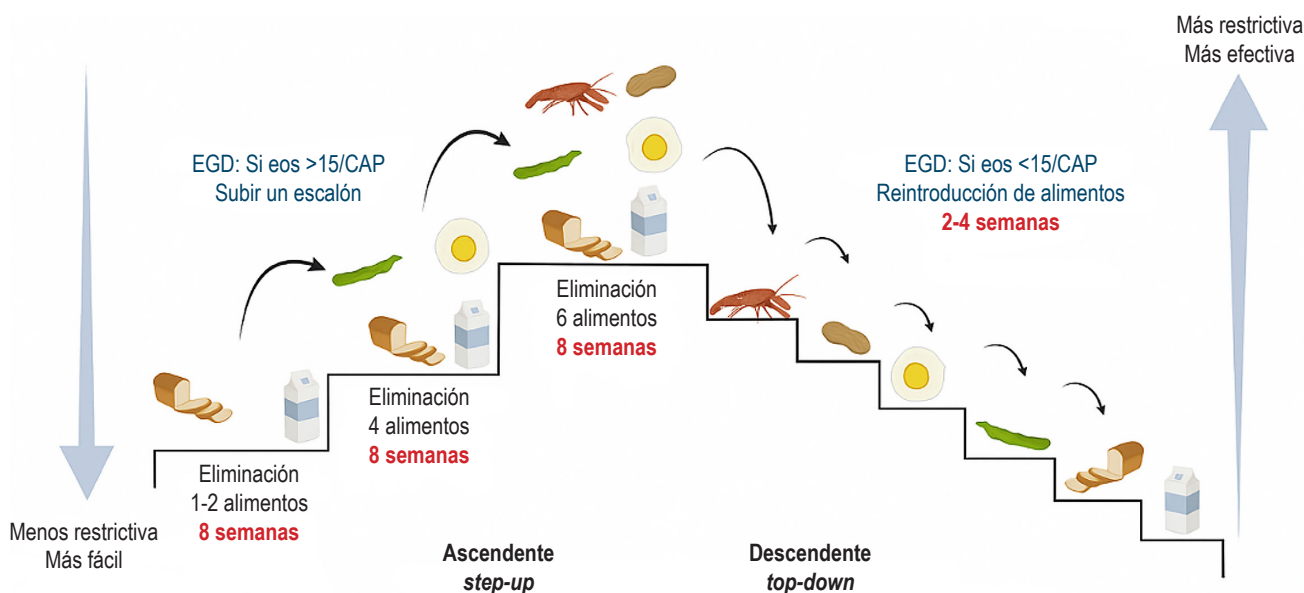 Más restrictiva
Más efectiva
EGD: Si eos >15/CAP
Subir un escalón
EGD: Si eos <15/CAP
Reintroducción de alimentos
2-4 semanas
Eliminación
6 alimentos
8 semanas
Eliminación
4 alimentos
8 semanas
Eliminación
1-2 alimentos
8 semanas
Menos restrictiva
Más fácil
Ascendente
step-up
Descendente
top-down